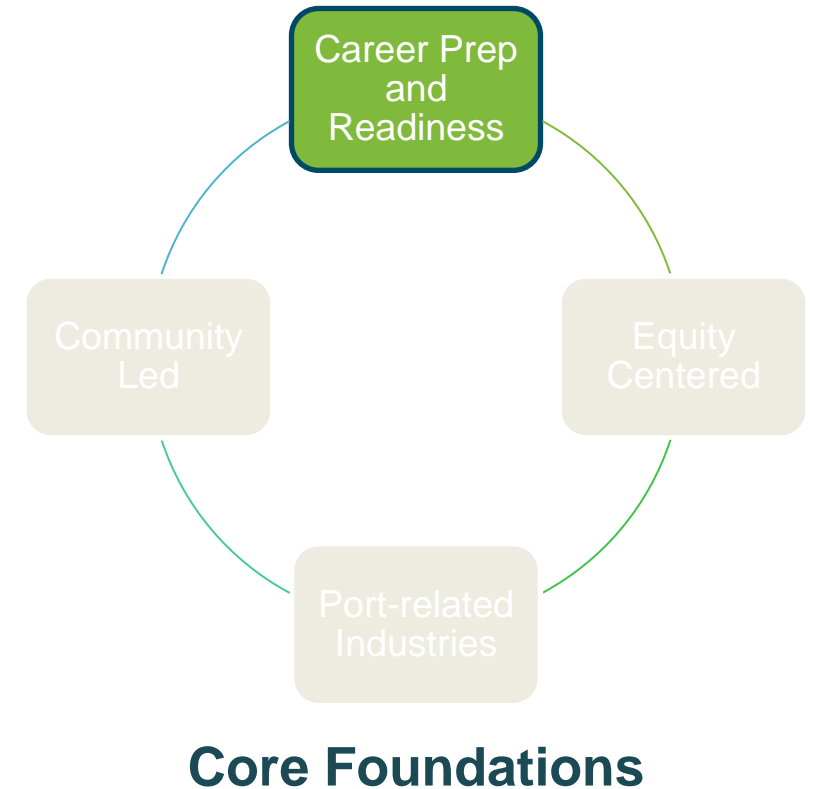 Career Prep
and
Readiness
Community
Led
Equity
Centered
Port-related
Industries
Core Foundations